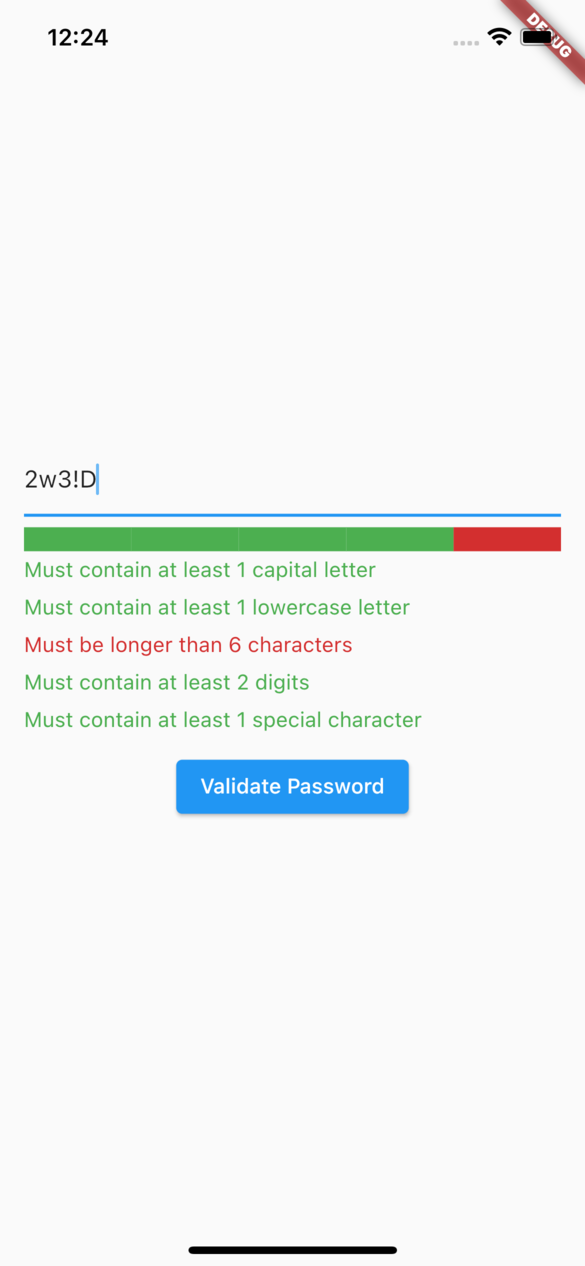 12:24
DEBUG
2w3!D
Must contain at least 1 capital letter
Must contain at least 1 lowercase letter
Must be longer than 6 characters
Must contain at least 2 digits
Must contain at least 1 special character
Validate Password